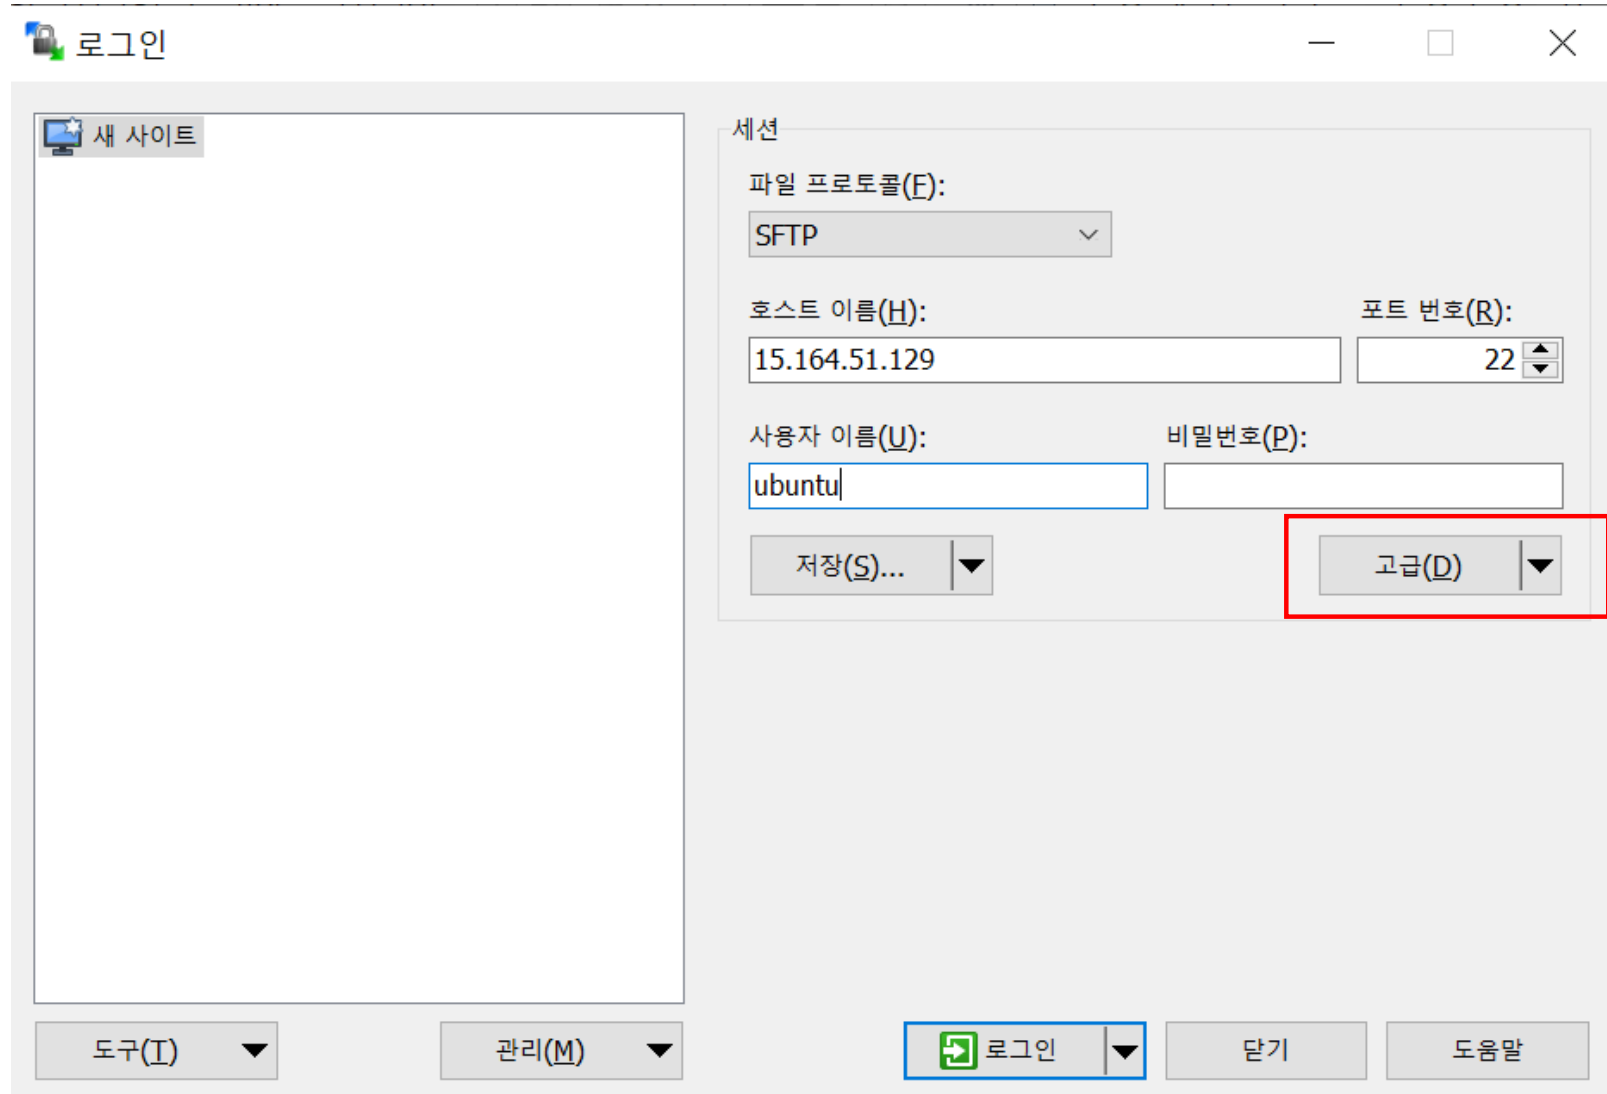 로그인
새 사이트
세션
파일 프로토콜(F):
SFTP
호스트 이름(H):
포트 번호(R):
15.164.51.129
22
사용자 이름(U):
비밀번호(P):
ubuntu
저장(S)...
고급(D)
도구(T)
관리(M)
로그인
닫기
도움말